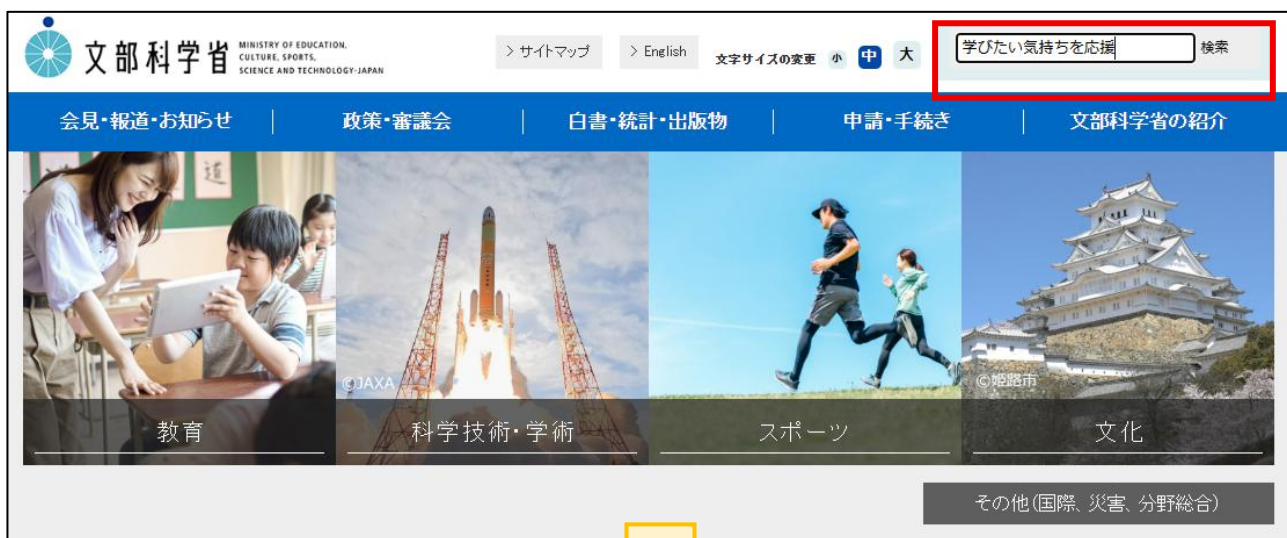 文部科学省
MINISTRY OF EDUCATION,
CULTURE, SPORTS,
SCIENCE AND TECHNOLOGY-JAPAN
> サイトマップ
> English
文字サイズの変更 小 中 大
学びたい気持ちを応援
検索
会見・報道・お知らせ
政策・審議会
白書・統計・出版物
申請・手続き
文部科学省の紹介
道
©JAXA
©姫路市
教育
科学技術・学術
スポーツ
文化
その他(国際、災害、分野総合)